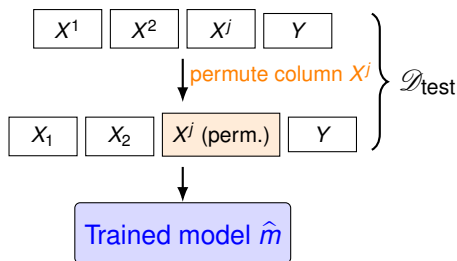 X¹ X² Xʲ Y
permute column Xʲ
𝒟test
X₁ X₂ Xʲ (perm.) Y
Trained model m̂